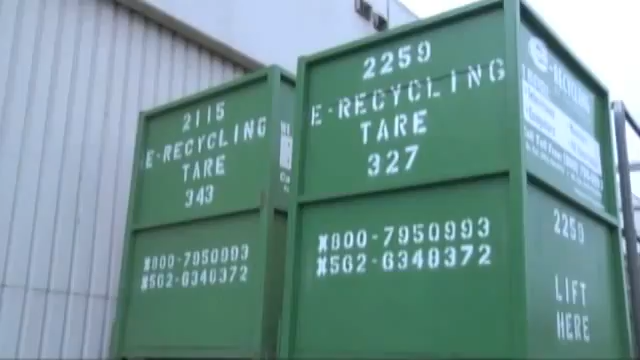 2115
E-RECYCLING
TARE
343
*800-7950993
*562-6340372
2259
E-RECYCLING
TARE
327
*800-7950993
*562-6340372
E-RECYCLING
2259
LIFT
HERE